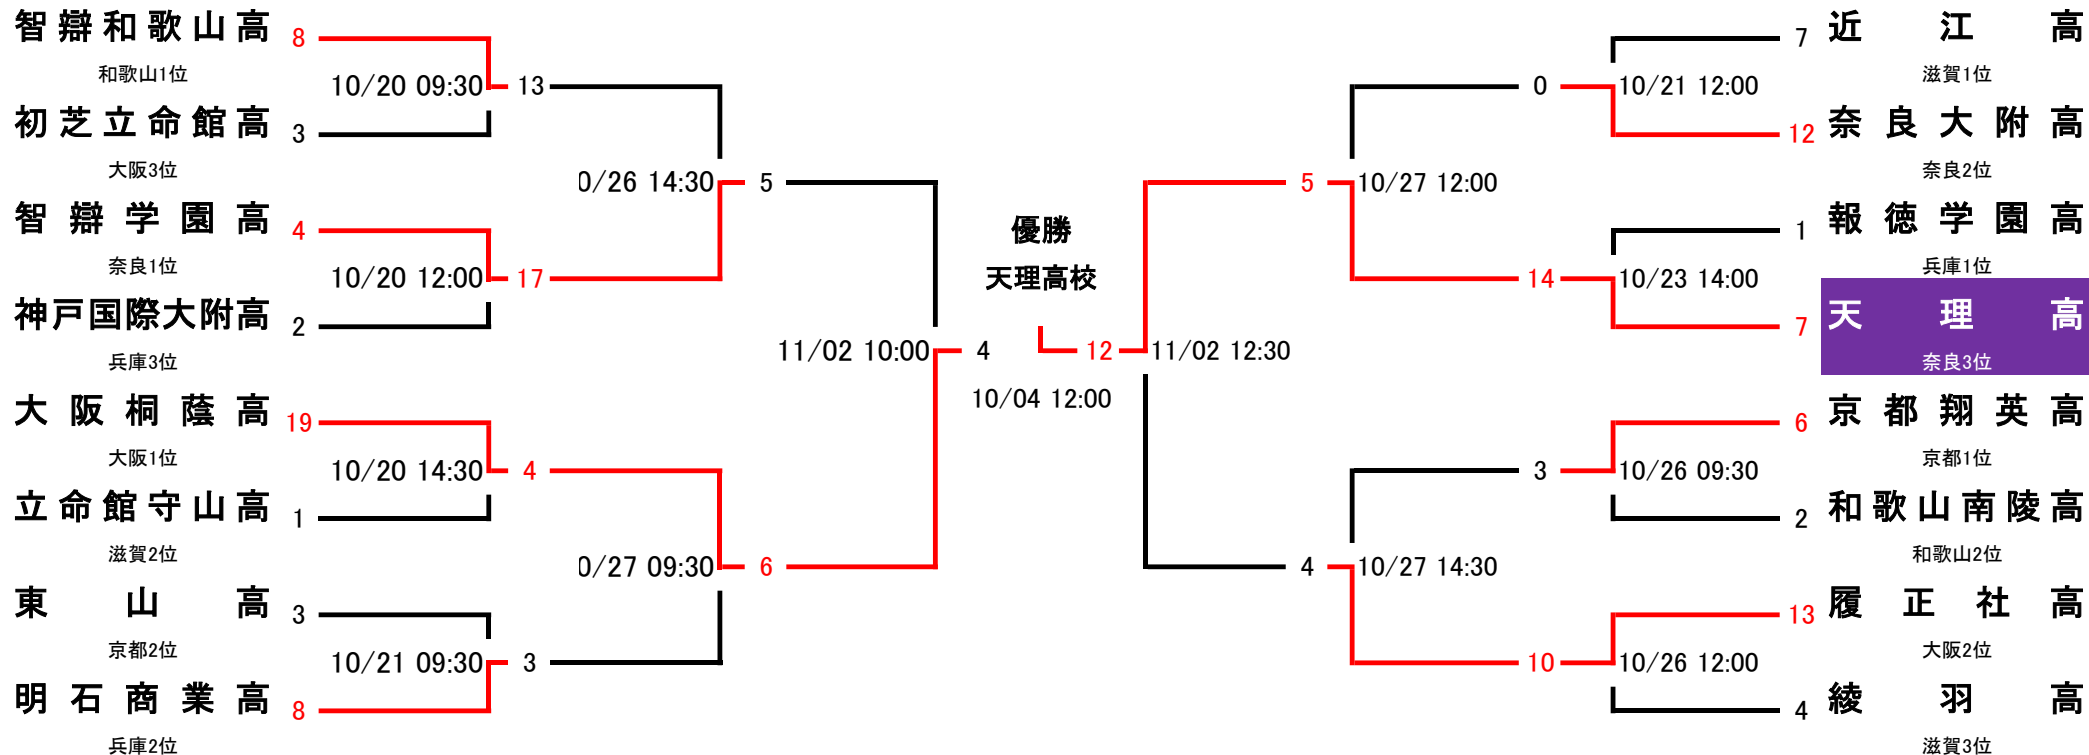 智辯和歌山高 8
和歌山1位
10/20 09:30 13
初芝立命館高 3
大阪3位
0/26 14:30 5
智辯学園高 4
奈良1位
10/20 12:00 17
神戸国際大附高 2
兵庫3位
11/02 10:00 4
大阪桐蔭高 19
大阪1位
10/20 14:30 4
立命館守山高 1
滋賀2位
0/27 09:30 6
東山高 3
京都2位
10/21 09:30 3
明石商業高 8
兵庫2位
優勝
天理高校
12
10/04 12:00
7 近江高
滋賀1位
0 10/21 12:00
12 奈良大附高
奈良2位
5 10/27 12:00
1 報徳学園高
兵庫1位
14 10/23 14:00
7 天理高
奈良3位
11/02 12:30
6 京都翔英高
京都1位
3 10/26 09:30
2 和歌山南陵高
和歌山2位
4 10/27 14:30
13 履正社高
大阪2位
10 10/26 12:00
4 綾羽高
滋賀3位